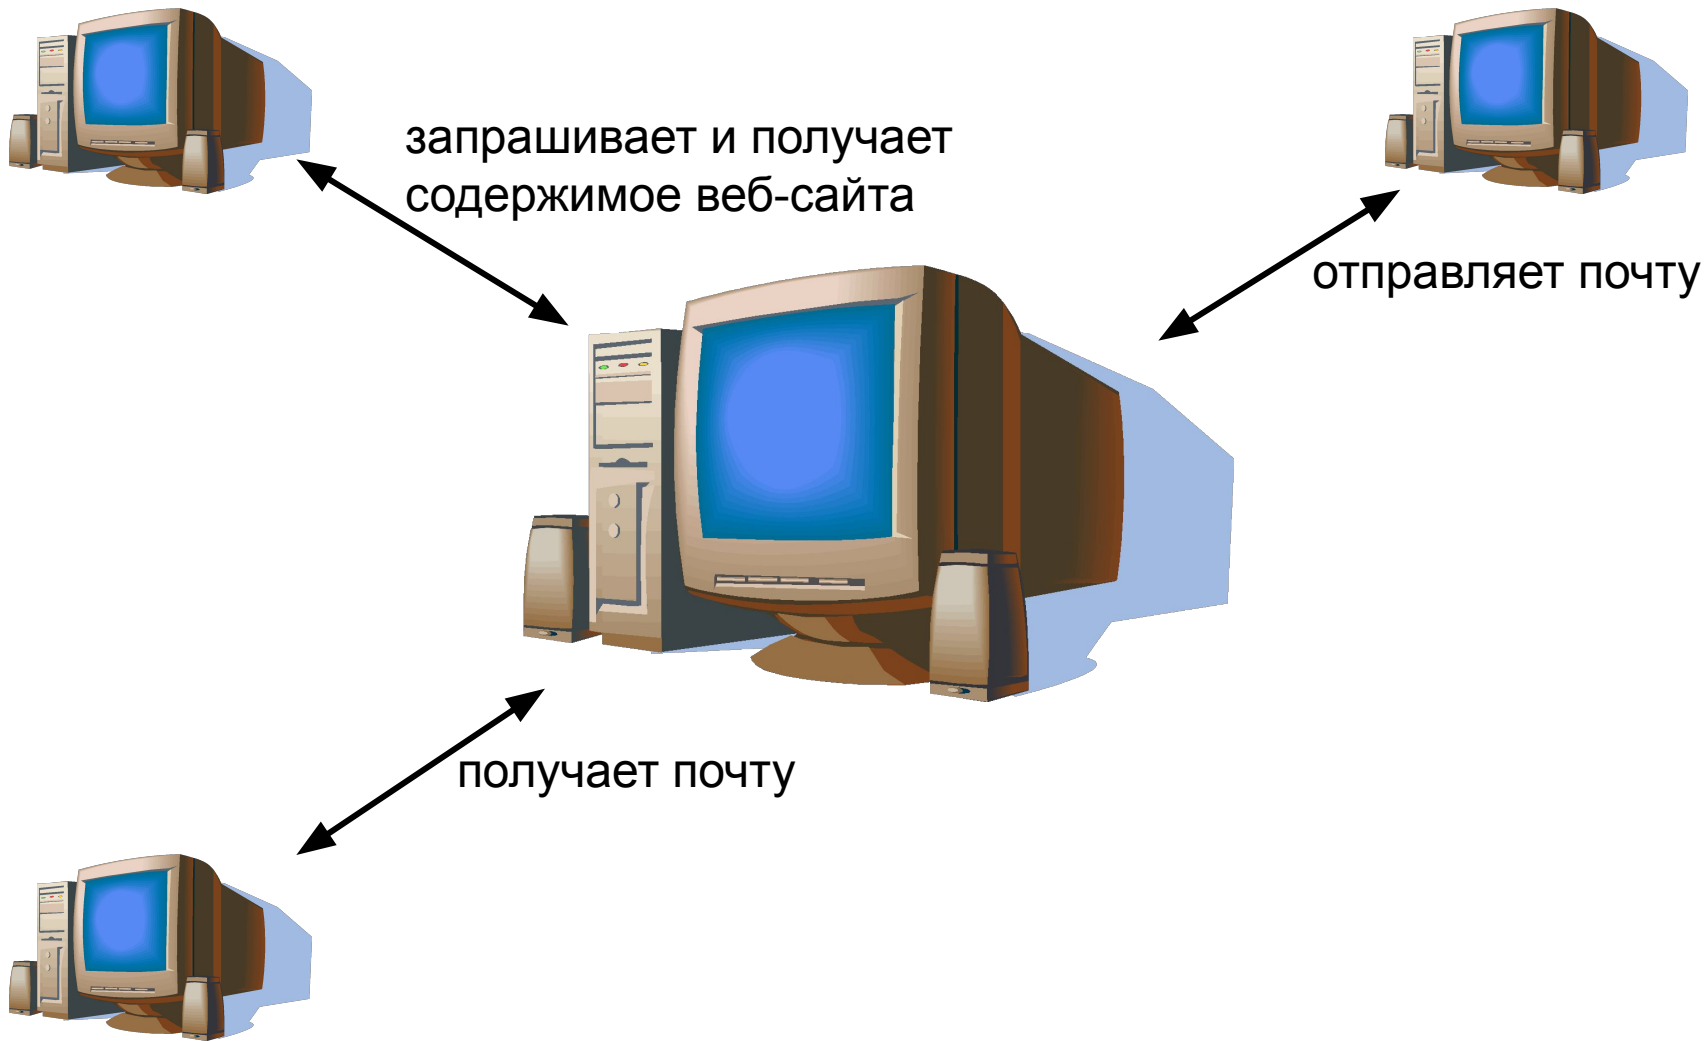 запрашивает и получает
содержимое веб-сайта
отправляет почту
получает почту